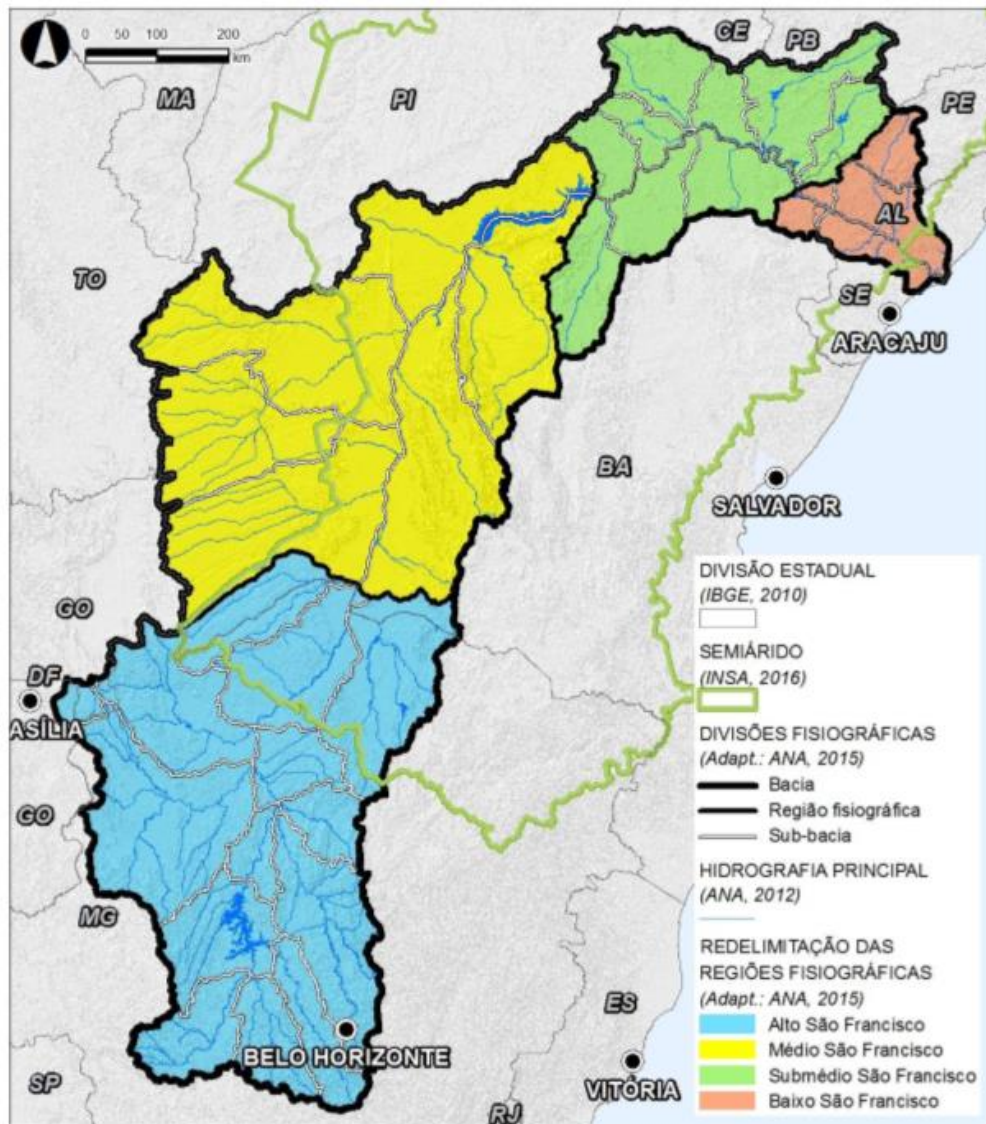 0 50 100 200
km
CE
PB
MA
PI
PE
AL
TO
SE
ARACAJU
BA
SALVADOR
GO
DF
ASÍLIA
GO
MG
ES
BELO HORIZONTE
VITÓRIA
SP
RJ
DIVISÃO ESTADUAL
(IBGE, 2010)
SEMIÁRIDO
(INSA, 2016)
DIVISÕES FISIOGRÁFICAS
(Adapt.: ANA, 2015)
Bacia
Região fisiográfica
Sub-bacia
HIDROGRAFIA PRINCIPAL
(ANA, 2012)
REDELIMITAÇÃO DAS
REGIÕES FISIOGRÁFICAS
(Adapt.: ANA, 2015)
Alto São Francisco
Médio São Francisco
Submédio São Francisco
Baixo São Francisco